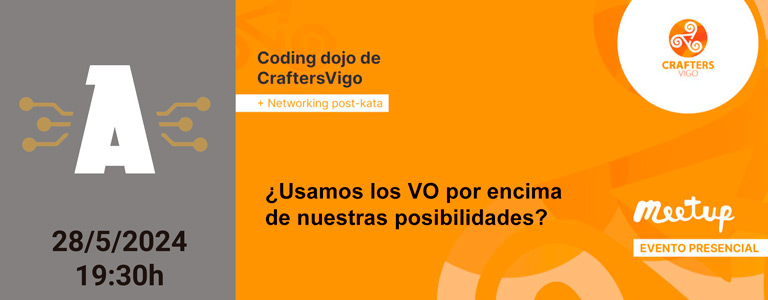 A
28/5/2024
19:30h
Coding dojo de
CraftersVigo
+ Networking post-kata
¿Usamos los VO por encima
de nuestras posibilidades?
CRAFTERS
VIGO
meetup
EVENTO PRESENCIAL